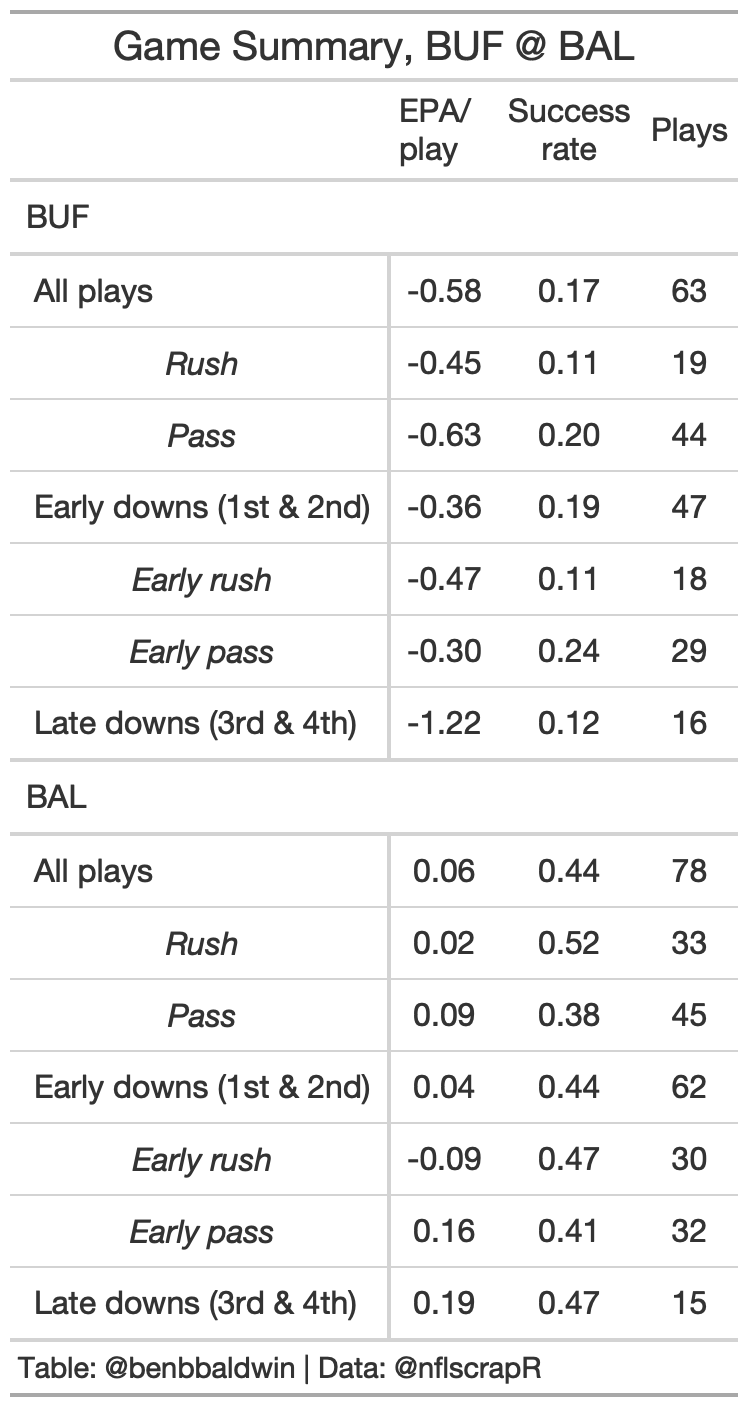 Game Summary, BUF @ BAL
EPA/ Success Plays
play rate
BUF
All plays -0.58 0.17 63
Rush -0.45 0.11 19
Pass -0.63 0.20 44
Early downs (1st & 2nd) -0.36 0.19 47
Early rush -0.47 0.11 18
Early pass -0.30 0.24 29
Late downs (3rd & 4th) -1.22 0.12 16
BAL
All plays 0.06 0.44 78
Rush 0.02 0.52 33
Pass 0.09 0.38 45
Early downs (1st & 2nd) 0.04 0.44 62
Early rush -0.09 0.47 30
Early pass 0.16 0.41 32
Late downs (3rd & 4th) 0.19 0.47 15
Table: @benbbaldwin | Data: @nflscrapR